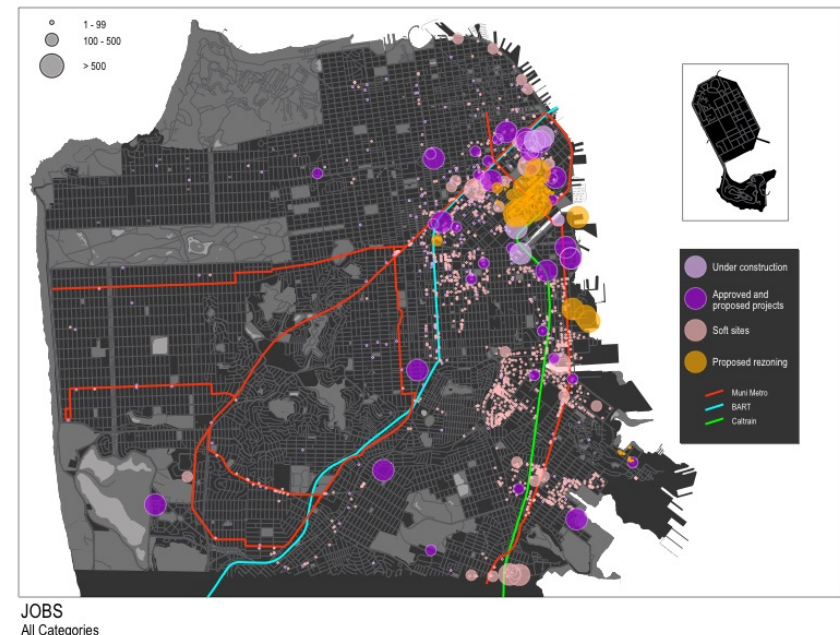 1 - 99
100 - 500
> 500
Under construction
Approved and
proposed projects
Soft sites
Proposed rezoning
Muni Metro
BART
Caltrain
JOBS
All Categories